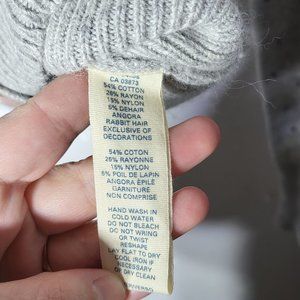 CA 03873
54% COTTON
26% RAYON
15% NYLON
5% DEHAIR
ANGORA
RABBIT HAIR
EXCLUSIVE OF
DECORATIONS
54% COTON
26% RAYONNE
15% NYLON
5% POIL DE LAPIN
ANGORA ÉPILÉ
GARNITURE
NON COMPRISE
HAND WASH IN
COLD WATER
DO NOT BLEACH
DO NOT WRING
OR TWIST
RESHAPE
LAY FLAT TO DRY
COOL IRON IF
NECESSARY
OR DRY CLEAN